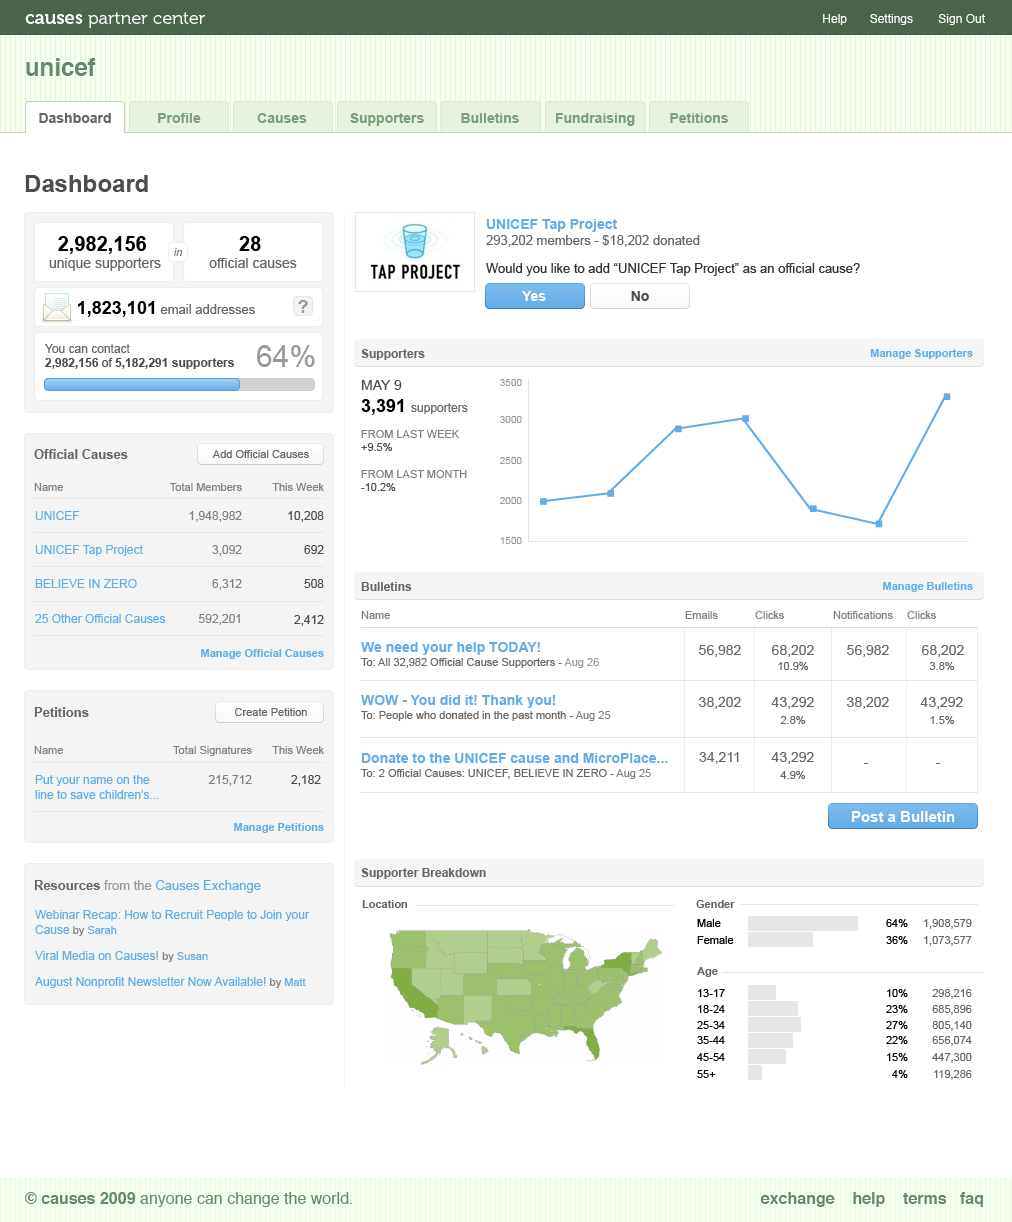 causes partner center
Help Settings Sign Out
unicef
Dashboard Profile Causes Supporters Bulletins Fundraising Petitions
Dashboard
2,982,156
unique supporters
in
28
official causes
1,823,101 email addresses
?
You can contact
2,982,156 of 5,182,291 supporters
64%
Official Causes
Add Official Causes
Name Total Members This Week
UNICEF 1,948,982 10,208
UNICEF Tap Project 3,092 692
BELIEVE IN ZERO 6,312 508
25 Other Official Causes 592,201 2,412
Manage Official Causes
Petitions
Create Petition
Name Total Signatures This Week
Put your name on the 215,712 2,182
line to save children's...
Manage Petitions
Resources from the Causes Exchange
Webinar Recap: How to Recruit People to Join your
Cause by Sarah
Viral Media on Causes! by Susan
August Nonprofit Newsletter Now Available! by Matt
TAP PROJECT
UNICEF Tap Project
293,202 members - $18,202 donated
Would you like to add “UNICEF Tap Project” as an official cause?
Yes No
Supporters
Manage Supporters
MAY 9
3,391 supporters
FROM LAST WEEK
+9.5%
FROM LAST MONTH
-10.2%
3500
3000
2500
2000
1500
Bulletins
Manage Bulletins
Name Emails Clicks Notifications Clicks
We need your help TODAY! 56,982 68,202 56,982 68,202
To: All 32,982 Official Cause Supporters - Aug 26 10.9% 3.8%
WOW - You did it! Thank you! 38,202 43,292 38,202 43,292
To: People who donated in the past month - Aug 25 2.8% 1.5%
Donate to the UNICEF cause and MicroPlace... 34,211 43,292 - -
To: 2 Official Causes: UNICEF, BELIEVE IN ZERO - Aug 25 4.9%
Post a Bulletin
Supporter Breakdown
Location
Gender
Male 64% 1,908,579
Female 36% 1,073,577
Age
13-17 10% 298,216
18-24 23% 685,896
25-34 27% 805,140
35-44 22% 656,074
45-54 15% 447,300
55+ 4% 119,286
© causes 2009 anyone can change the world.
exchange help terms faq